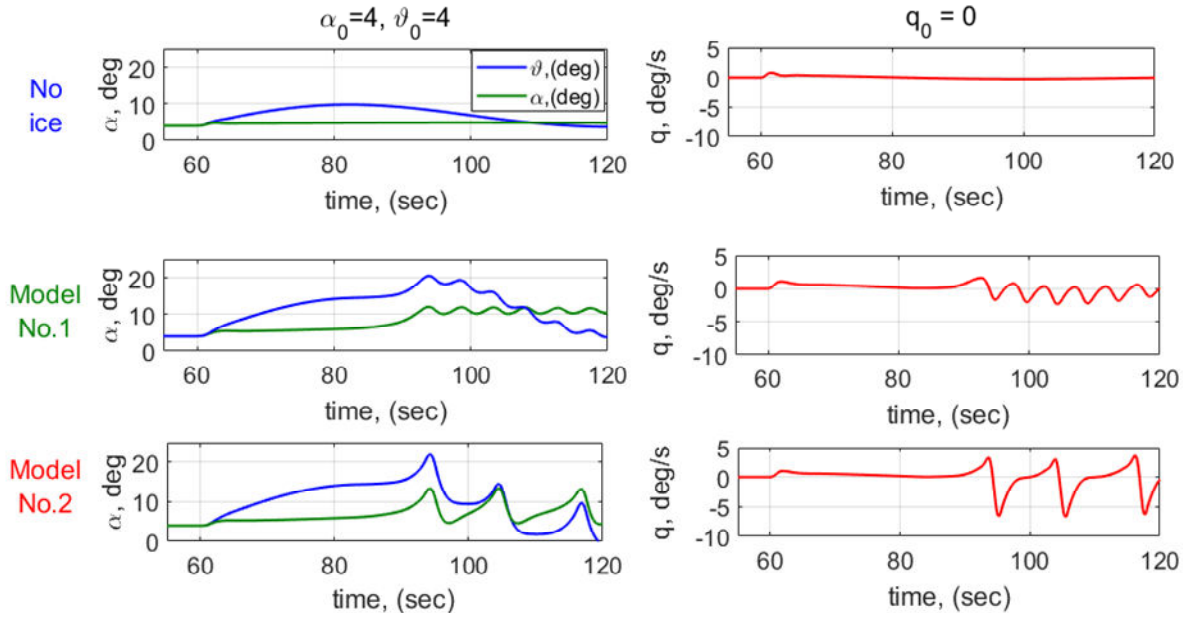 α₀=4, ϑ₀=4
q₀ = 0
No
ice
α, deg
20
10
0
60
80
100
120
time, (sec)
ϑ,(deg)
α,(deg)
q, deg/s
5
0
-5
-10
60
80
100
120
time, (sec)
Model
No.1
α, deg
20
10
0
60
80
100
120
time, (sec)
q, deg/s
5
0
-5
-10
60
80
100
120
time, (sec)
Model
No.2
α, deg
20
10
0
60
80
100
120
time, (sec)
q, deg/s
5
0
-5
-10
60
80
100
120
time, (sec)